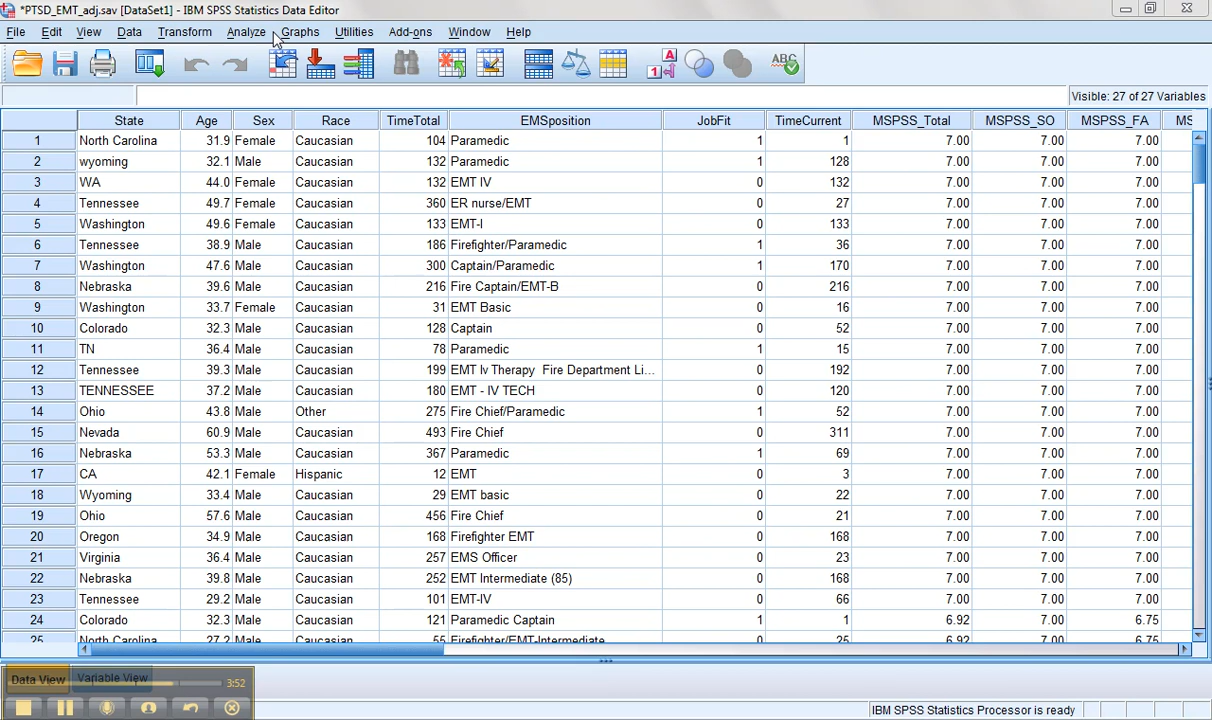 *PTSD_EMT_adj.sav [DataSet1] - IBM SPSS Statistics Data Editor
File Edit View Data Transform Analyze Graphs Utilities Add-ons Window Help
Visible: 27 of 27 Variables
State Age Sex Race TimeTotal EMSposition JobFit TimeCurrent MSPSS_Total MSPSS_SO MSPSS_FA MS
1 North Carolina 31.9 Female Caucasian 104 Paramedic 1 1 7.00 7.00 7.00
2 wyoming 32.1 Male Caucasian 132 Paramedic 1 128 7.00 7.00 7.00
3 WA 44.0 Female Caucasian 132 EMT IV 0 132 7.00 7.00 7.00
4 Tennessee 49.7 Female Caucasian 360 ER nurse/EMT 0 27 7.00 7.00 7.00
5 Washington 49.6 Female Caucasian 133 EMT-I 0 133 7.00 7.00 7.00
6 Tennessee 38.9 Male Caucasian 186 Firefighter/Paramedic 1 36 7.00 7.00 7.00
7 Washington 47.6 Male Caucasian 300 Captain/Paramedic 1 170 7.00 7.00 7.00
8 Nebraska 39.6 Male Caucasian 216 Fire Captain/EMT-B 0 216 7.00 7.00 7.00
9 Washington 33.7 Female Caucasian 31 EMT Basic 0 16 7.00 7.00 7.00
10 Colorado 32.3 Male Caucasian 128 Captain 0 52 7.00 7.00 7.00
11 TN 36.4 Male Caucasian 78 Paramedic 1 15 7.00 7.00 7.00
12 Tennessee 39.3 Male Caucasian 199 EMT Iv Therapy Fire Department Li... 0 192 7.00 7.00 7.00
13 TENNESSEE 37.2 Male Caucasian 180 EMT - IV TECH 0 120 7.00 7.00 7.00
14 Ohio 43.8 Male Other 275 Fire Chief/Paramedic 1 52 7.00 7.00 7.00
15 Nevada 60.9 Male Caucasian 493 Fire Chief 0 311 7.00 7.00 7.00
16 Nebraska 53.3 Male Caucasian 367 Paramedic 1 69 7.00 7.00 7.00
17 CA 42.1 Female Hispanic 12 EMT 0 3 7.00 7.00 7.00
18 Wyoming 33.4 Male Caucasian 29 EMT basic 0 22 7.00 7.00 7.00
19 Ohio 57.6 Male Caucasian 456 Fire Chief 0 21 7.00 7.00 7.00
20 Oregon 34.9 Male Caucasian 168 Firefighter EMT 0 168 7.00 7.00 7.00
21 Virginia 36.4 Male Caucasian 257 EMS Officer 0 23 7.00 7.00 7.00
22 Nebraska 39.8 Male Caucasian 252 EMT Intermediate (85) 0 168 7.00 7.00 7.00
23 Tennessee 29.2 Male Caucasian 101 EMT-IV 0 66 7.00 7.00 7.00
24 Colorado 32.3 Male Caucasian 121 Paramedic Captain 1 1 6.92 7.00 6.75
25 North Carolina 27.2 Male Caucasian 55 Firefighter/EMT-Intermediate 0 25 6.92 7.00 6.75
Data View Variable View 3:52
IBM SPSS Statistics Processor is ready